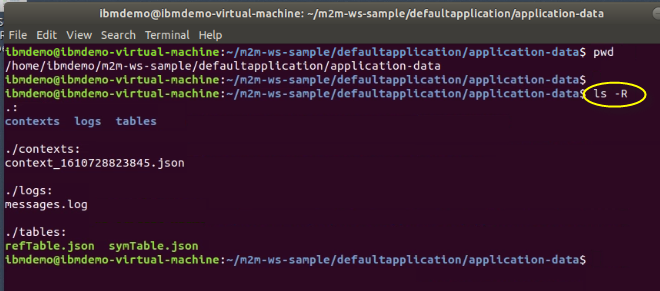 ibmdemo@ibmdemo-virtual-machine: ~/m2m-ws-sample/defaultapplication/application-data
File Edit View Search Terminal Help
ibmdemo@ibmdemo-virtual-machine:~/m2m-ws-sample/defaultapplication/application-data$ pwd
/home/ibmdemo/m2m-ws-sample/defaultapplication/application-data
ibmdemo@ibmdemo-virtual-machine:~/m2m-ws-sample/defaultapplication/application-data$
ibmdemo@ibmdemo-virtual-machine:~/m2m-ws-sample/defaultapplication/application-data$ ls -R
.:
contexts logs tables
./contexts:
context_1610728823845.json
./logs:
messages.log
./tables:
refTable.json symTable.json
ibmdemo@ibmdemo-virtual-machine:~/m2m-ws-sample/defaultapplication/application-data$